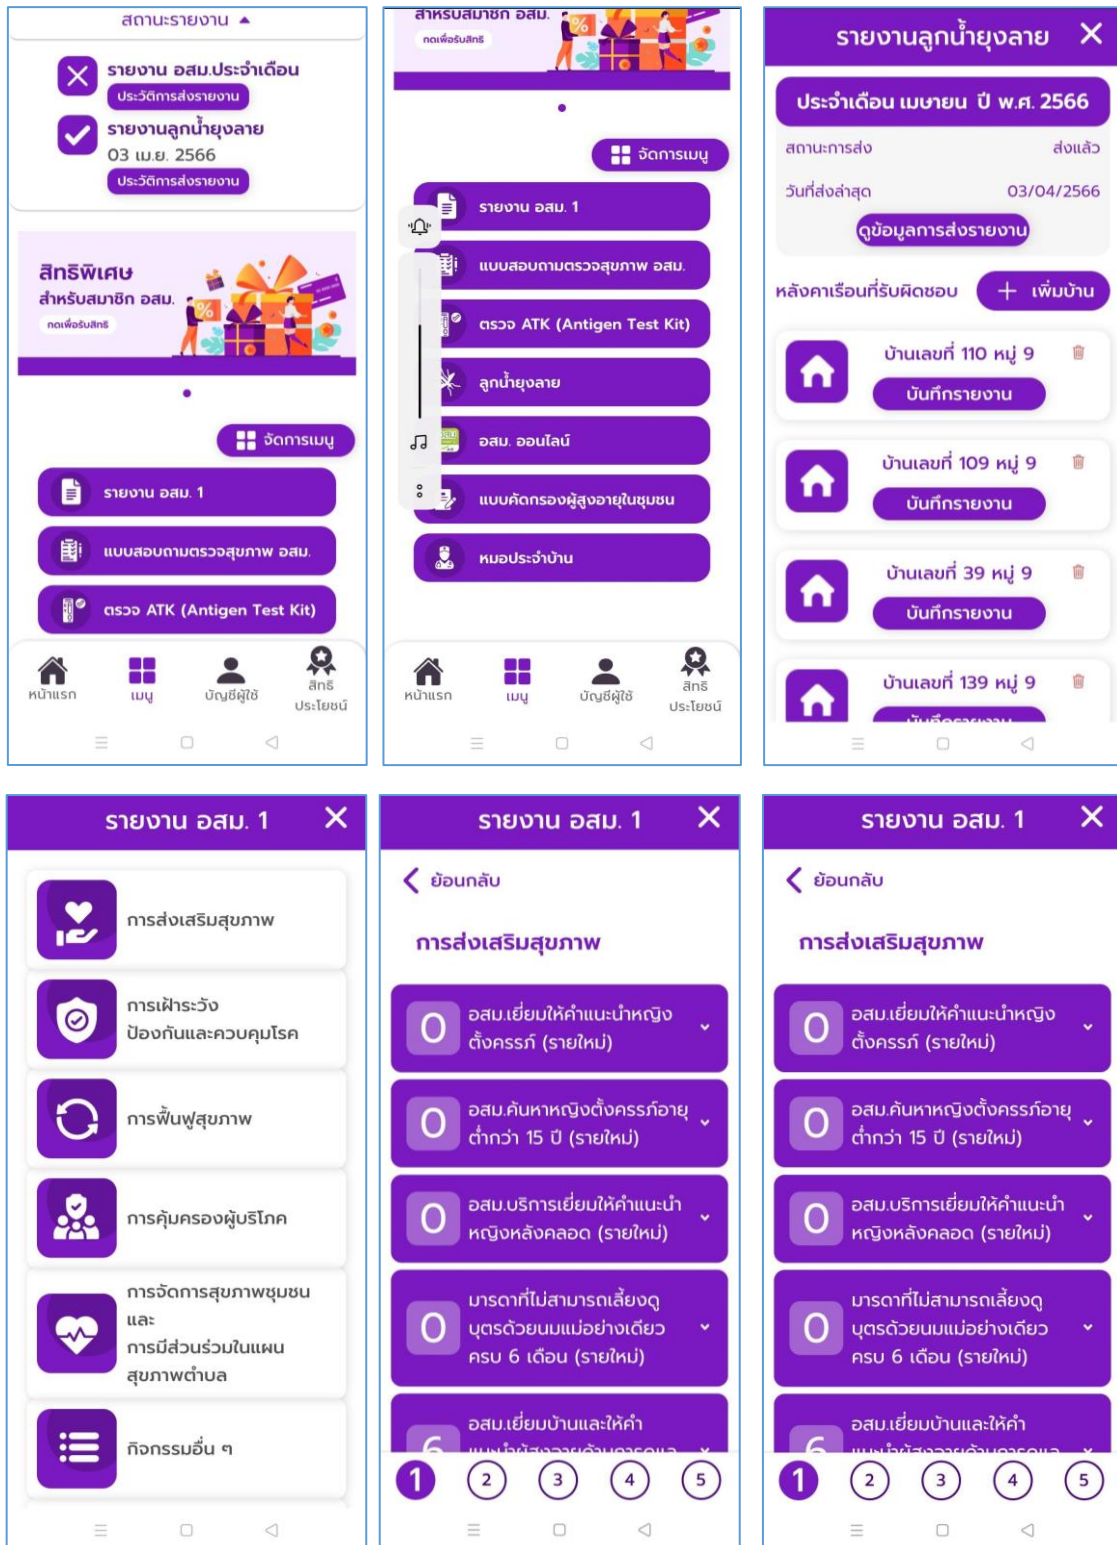 สถานะรายงาน
รายงาน อสม.ประจำเดือน
ประวัติการส่งรายงาน
รายงานลูกน้ำยุงลาย
03 เม.ย. 2566
ประวัติการส่งรายงาน
สิทธิพิเศษ
สำหรับสมาชิก อสม.
กดเพื่อรับสิทธิ
จัดการเมนู
รายงาน อสม. 1
แบบสอบถามตรวจสุขภาพ อสม.
ตรวจ ATK (Antigen Test Kit)
หน้าแรก
เมนู
บัญชีผู้ใช้
สิทธิ
ประโยชน์
สำหรับสมาชิก อสม.
กดเพื่อรับสิทธิ
จัดการเมนู
รายงาน อสม. 1
แบบสอบถามตรวจสุขภาพ อสม.
ตรวจ ATK (Antigen Test Kit)
ลูกน้ำยุงลาย
อสม. ออนไลน์
แบบคัดกรองผู้สูงอายุในชุมชน
หมอประจำบ้าน
หน้าแรก
เมนู
บัญชีผู้ใช้
สิทธิ
ประโยชน์
รายงานลูกน้ำยุงลาย
ประจำเดือน เมษายน ปี พ.ศ. 2566
สถานะการส่ง ส่งแล้ว
วันที่ส่งล่าสุด 03/04/2566
ดูข้อมูลการส่งรายงาน
หลังคาเรือนที่รับผิดชอบ + เพิ่มบ้าน
บ้านเลขที่ 110 หมู่ 9
บันทึกรายงาน
บ้านเลขที่ 109 หมู่ 9
บันทึกรายงาน
บ้านเลขที่ 39 หมู่ 9
บันทึกรายงาน
บ้านเลขที่ 139 หมู่ 9
บันทึกรายงาน
รายงาน อสม. 1
การส่งเสริมสุขภาพ
การเฝ้าระวัง
ป้องกันและควบคุมโรค
การฟื้นฟูสุขภาพ
การคุ้มครองผู้บริโภค
การจัดการสุขภาพชุมชน
และ
การมีส่วนร่วมในแผน
สุขภาพตำบล
กิจกรรมอื่น ๆ
รายงาน อสม. 1
ย้อนกลับ
การส่งเสริมสุขภาพ
0 อสม.เยี่ยมให้คำแนะนำหญิง
ตั้งครรภ์ (รายใหม่)
0 อสม.ค้นหาหญิงตั้งครรภ์อายุ
ต่ำกว่า 15 ปี (รายใหม่)
0 อสม.บริการเยี่ยมให้คำแนะนำ
หญิงหลังคลอด (รายใหม่)
0 มารดาที่ไม่สามารถเลี้ยงดู
บุตรด้วยนมแม่อย่างเดียว
ครบ 6 เดือน (รายใหม่)
อสม.เยี่ยมบ้านและให้คำ
แนะนำผู้สูงอายุด้านการดูแล
1 2 3 4 5
รายงาน อสม. 1
ย้อนกลับ
การส่งเสริมสุขภาพ
0 อสม.เยี่ยมให้คำแนะนำหญิง
ตั้งครรภ์ (รายใหม่)
0 อสม.ค้นหาหญิงตั้งครรภ์อายุ
ต่ำกว่า 15 ปี (รายใหม่)
0 อสม.บริการเยี่ยมให้คำแนะนำ
หญิงหลังคลอด (รายใหม่)
0 มารดาที่ไม่สามารถเลี้ยงดู
บุตรด้วยนมแม่อย่างเดียว
ครบ 6 เดือน (รายใหม่)
อสม.เยี่ยมบ้านและให้คำ
แนะนำผู้สูงอายุด้านการดูแล
1 2 3 4 5